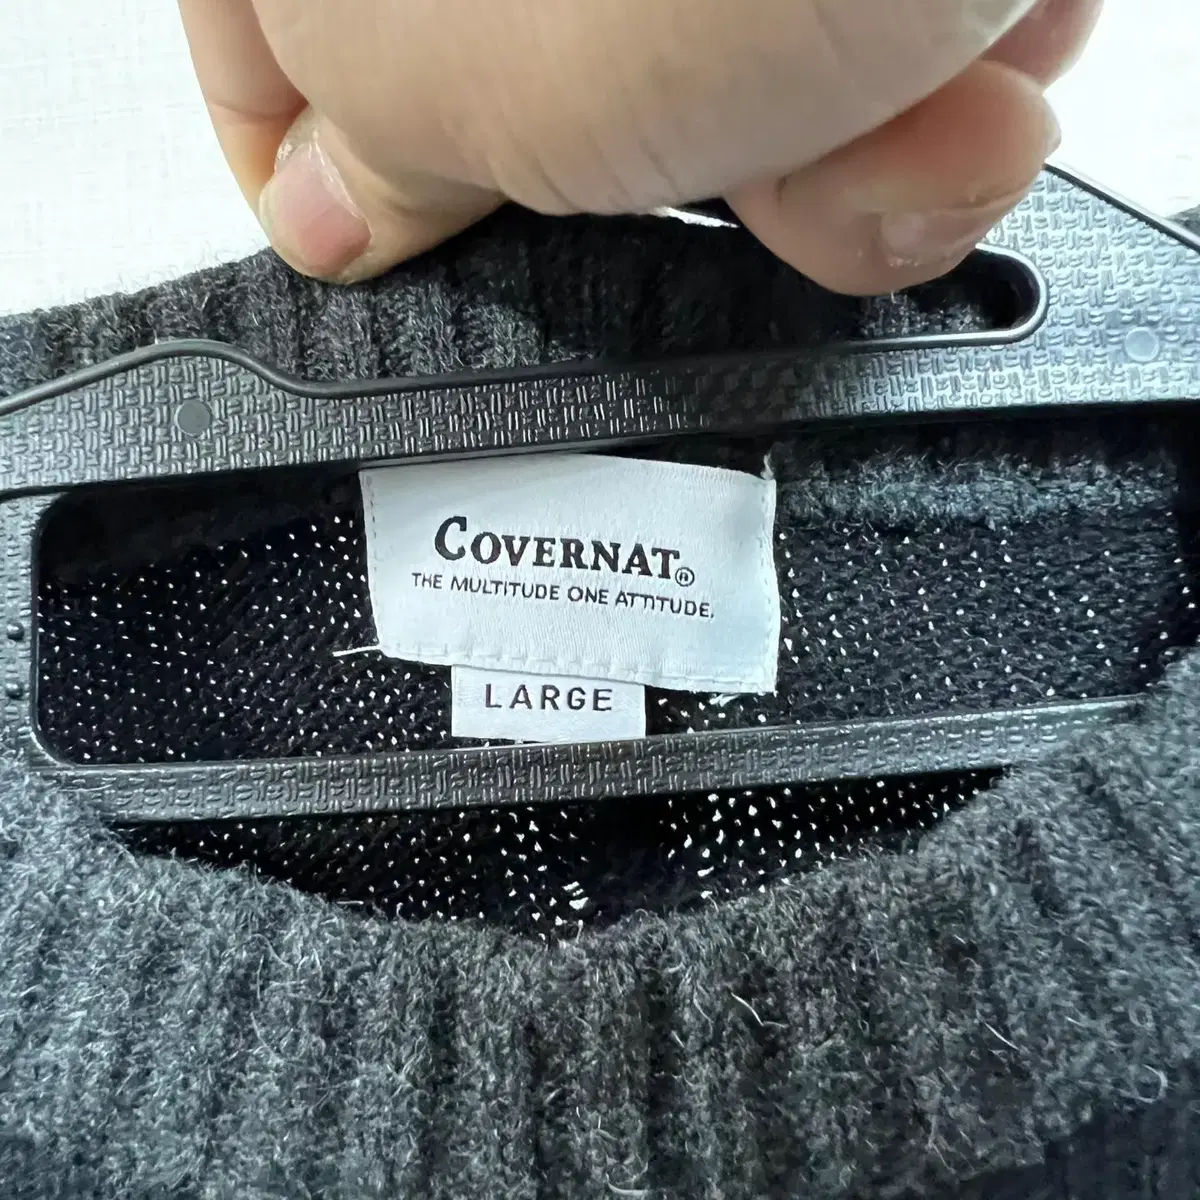 COVERNAT®
THE MULTITUDE ONE ATTITUDE.
LARGE